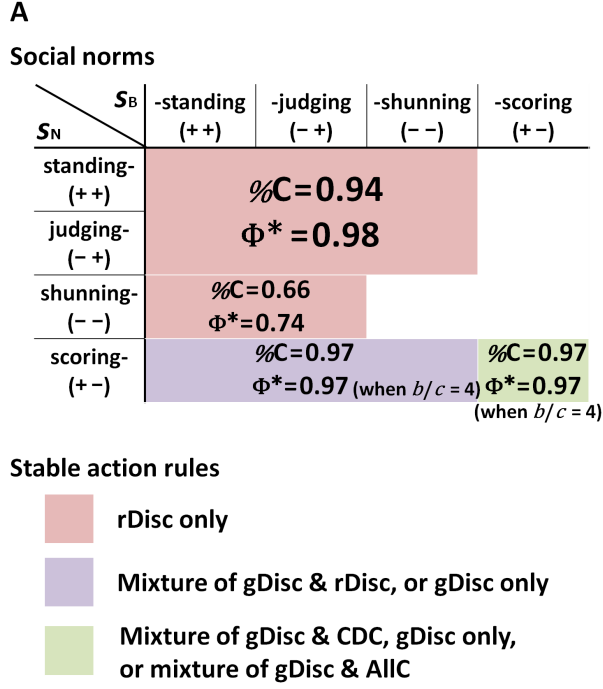 A
Social norms
SB
SN
-standing
(+ +)
-judging
(− +)
-shunning
(− −)
-scoring
(+ −)
standing-
(+ +)
judging-
(− +)
shunning-
(− −)
scoring-
(+ −)
%C=0.94
Φ* =0.98
%C=0.66
Φ*=0.74
%C=0.97
Φ*=0.97 (when b/c = 4)
%C=0.97
Φ*=0.97
(when b/c = 4)
Stable action rules
rDisc only
Mixture of gDisc & rDisc, or gDisc only
Mixture of gDisc & CDC, gDisc only,
or mixture of gDisc & AllC